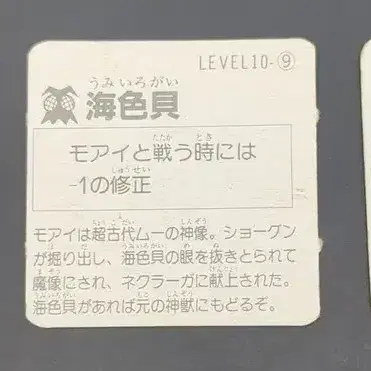 LEVEL10-⑨
うみいろがい
海色貝
たたか とき
モアイと戦う時には
しゅうせい
-1の修正
ちょうこだい しんぞう
モアイは超古代ムーの神像。ショーグン
ほ だ うみいろがい め ぬ
が掘り出し、海色貝の眼を抜きとられて
まぞう けんじょう
魔像にされ、ネクラーガに献上された。
うみいろがい もと しんじゅう
海色貝があれば元の神獣にもどるぞ。